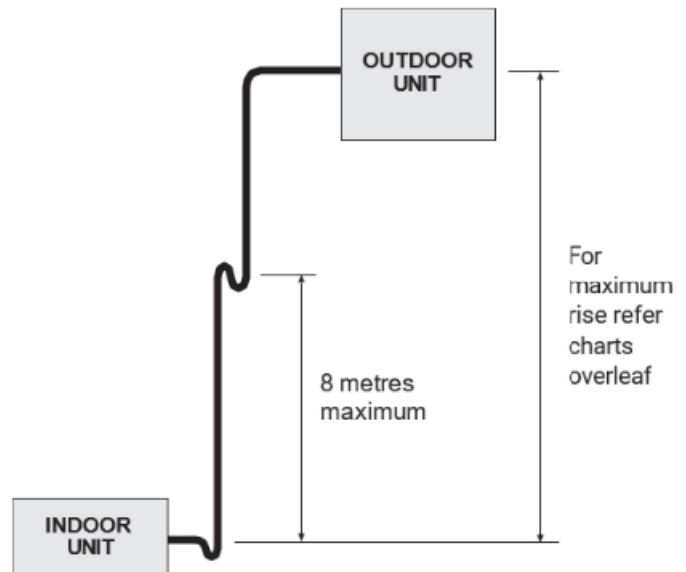 OUTDOOR
UNIT
For
maximum
rise refer
charts
overleaf
8 metres
maximum
INDOOR
UNIT